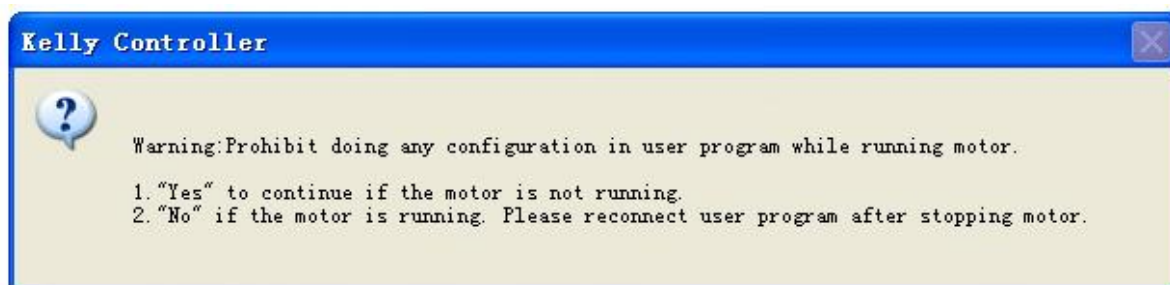 Kelly Controller
?
Warning:Prohibit doing any configuration in user program while running motor.
1."Yes" to continue if the motor is not running.
2."No" if the motor is running. Please reconnect user program after stopping motor.